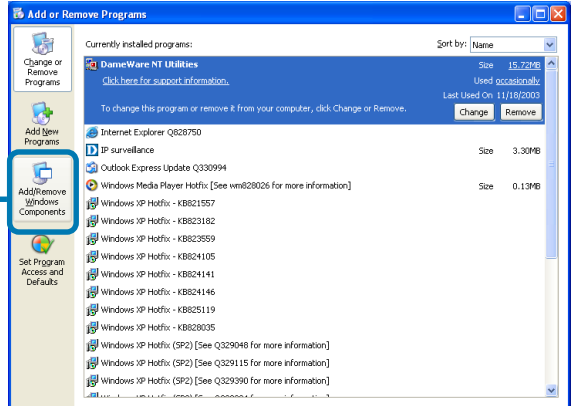 Add or Remove Programs
Change or
Remove
Programs
Add New
Programs
Add/Remove
Windows
Components
Set Program
Access and
Defaults
Currently installed programs:
Sort by: Name
DameWare NT Utilities Size 15.72MB
Click here for support information. Used occasionally
Last Used On 11/18/2003
To change this program or remove it from your computer, click Change or Remove. Change Remove
Internet Explorer Q828750
IP surveillance Size 3.30MB
Outlook Express Update Q330994
Windows Media Player Hotfix [See wm828026 for more information] Size 0.13MB
Windows XP Hotfix - KB821557
Windows XP Hotfix - KB823182
Windows XP Hotfix - KB823559
Windows XP Hotfix - KB824105
Windows XP Hotfix - KB824141
Windows XP Hotfix - KB824146
Windows XP Hotfix - KB825119
Windows XP Hotfix - KB828035
Windows XP Hotfix (SP2) [See Q329048 for more information]
Windows XP Hotfix (SP2) [See Q329115 for more information]
Windows XP Hotfix (SP2) [See Q329390 for more information]